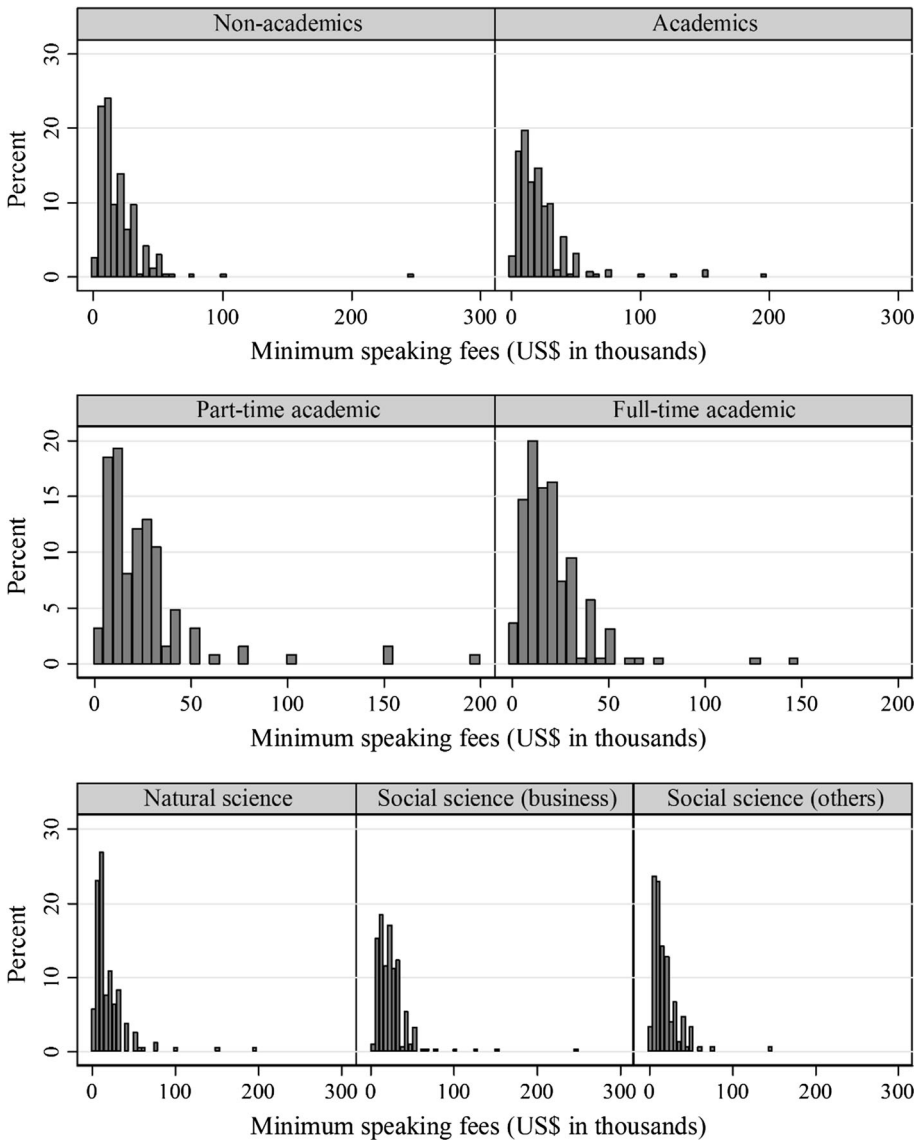 Non-academics Academics
30
20
10
0
Percent
0 100 200 300 0 100 200 300
Minimum speaking fees (US$ in thousands)
Part-time academic Full-time academic
20
15
10
5
0
Percent
0 50 100 150 200 0 50 100 150 200
Minimum speaking fees (US$ in thousands)
Natural science Social science (business) Social science (others)
30
20
10
0
Percent
0 100 200 300 0 100 200 300 0 100 200 300
Minimum speaking fees (US$ in thousands)